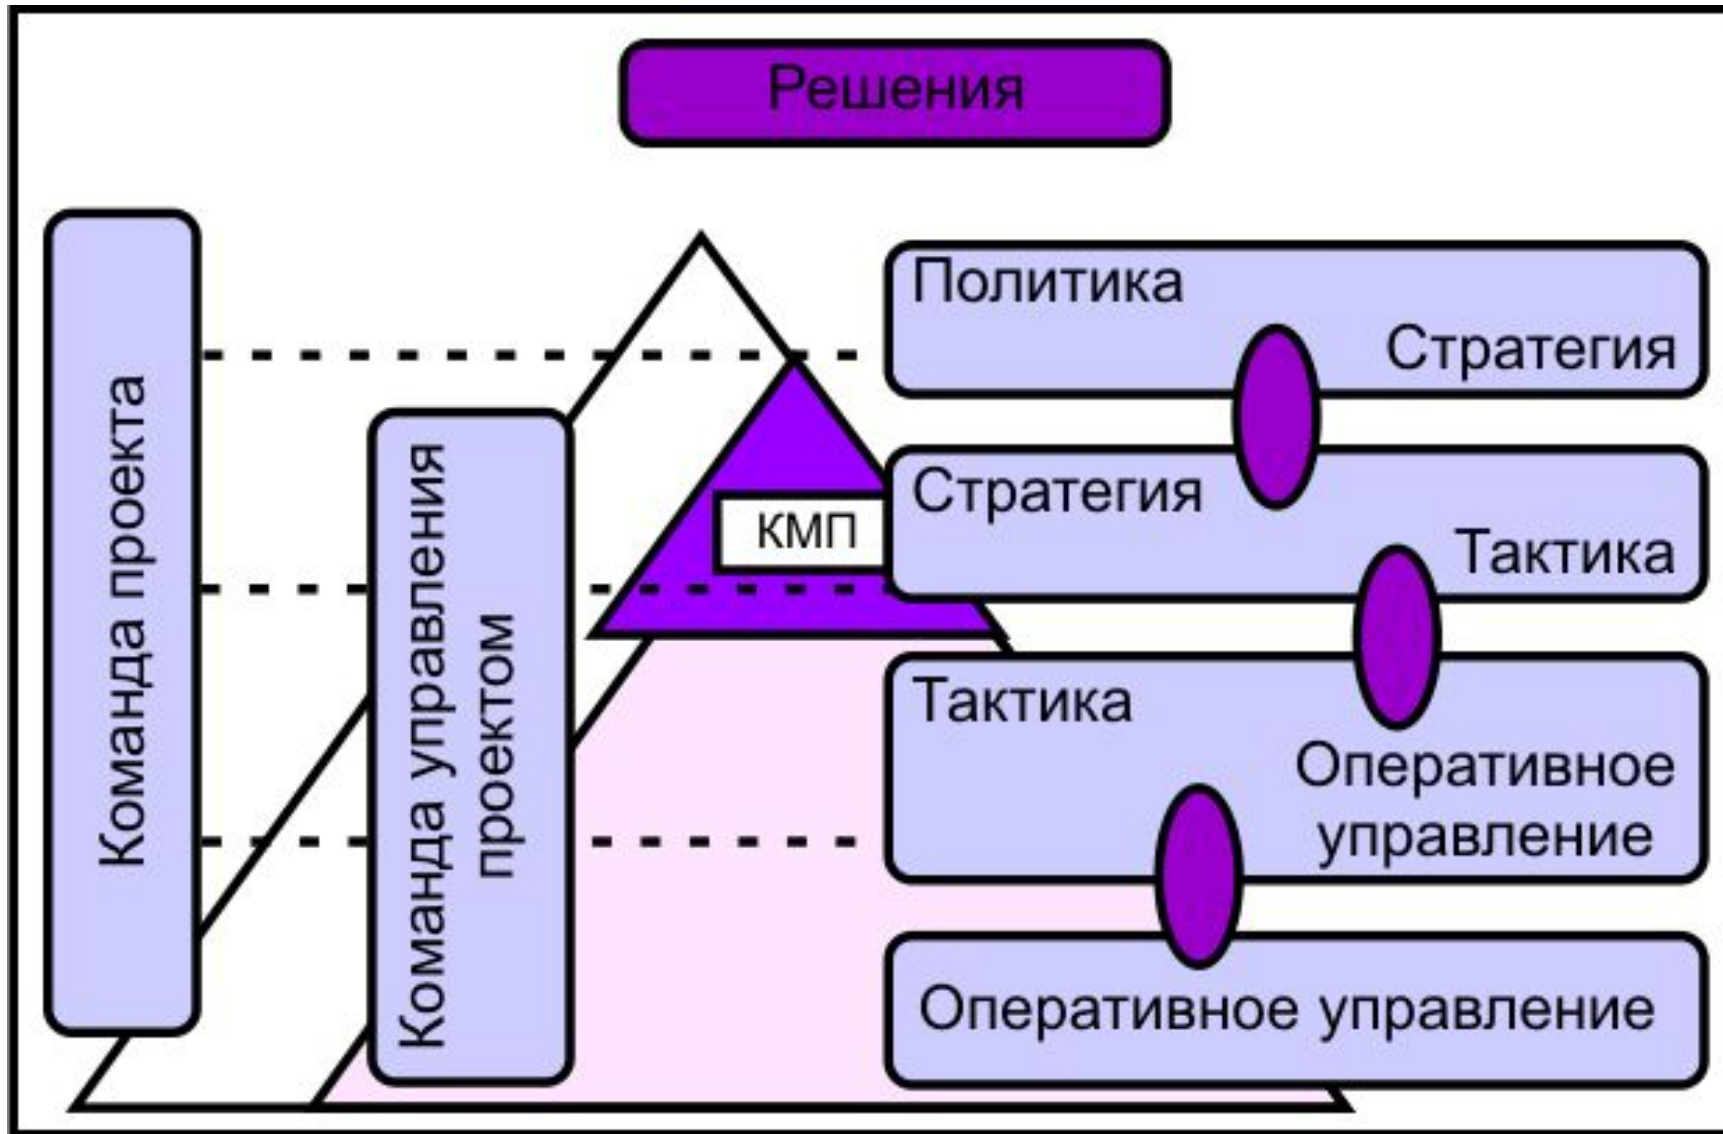 Решения
Команда проекта
Команда управления
проектом
КМП
Политика
Стратегия
Стратегия
Тактика
Тактика
Оперативное
управление
Оперативное управление